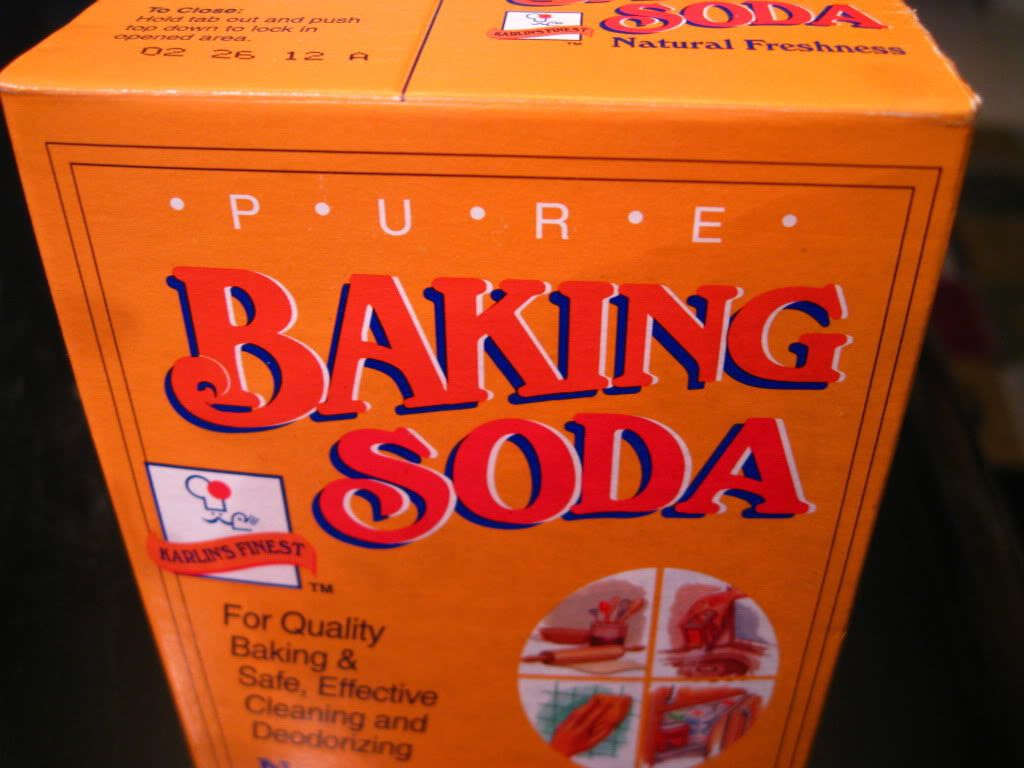 To Close:
Hold tab out and push
top down to lock in
opened area.
02 26 12 A
SODA
KARLIN'S FINEST
TM
Natural Freshness
• P • U • R • E •
BAKING
SODA
KARLIN'S FINEST
TM
For Quality
Baking &
Safe, Effective
Cleaning and
Deodorizing